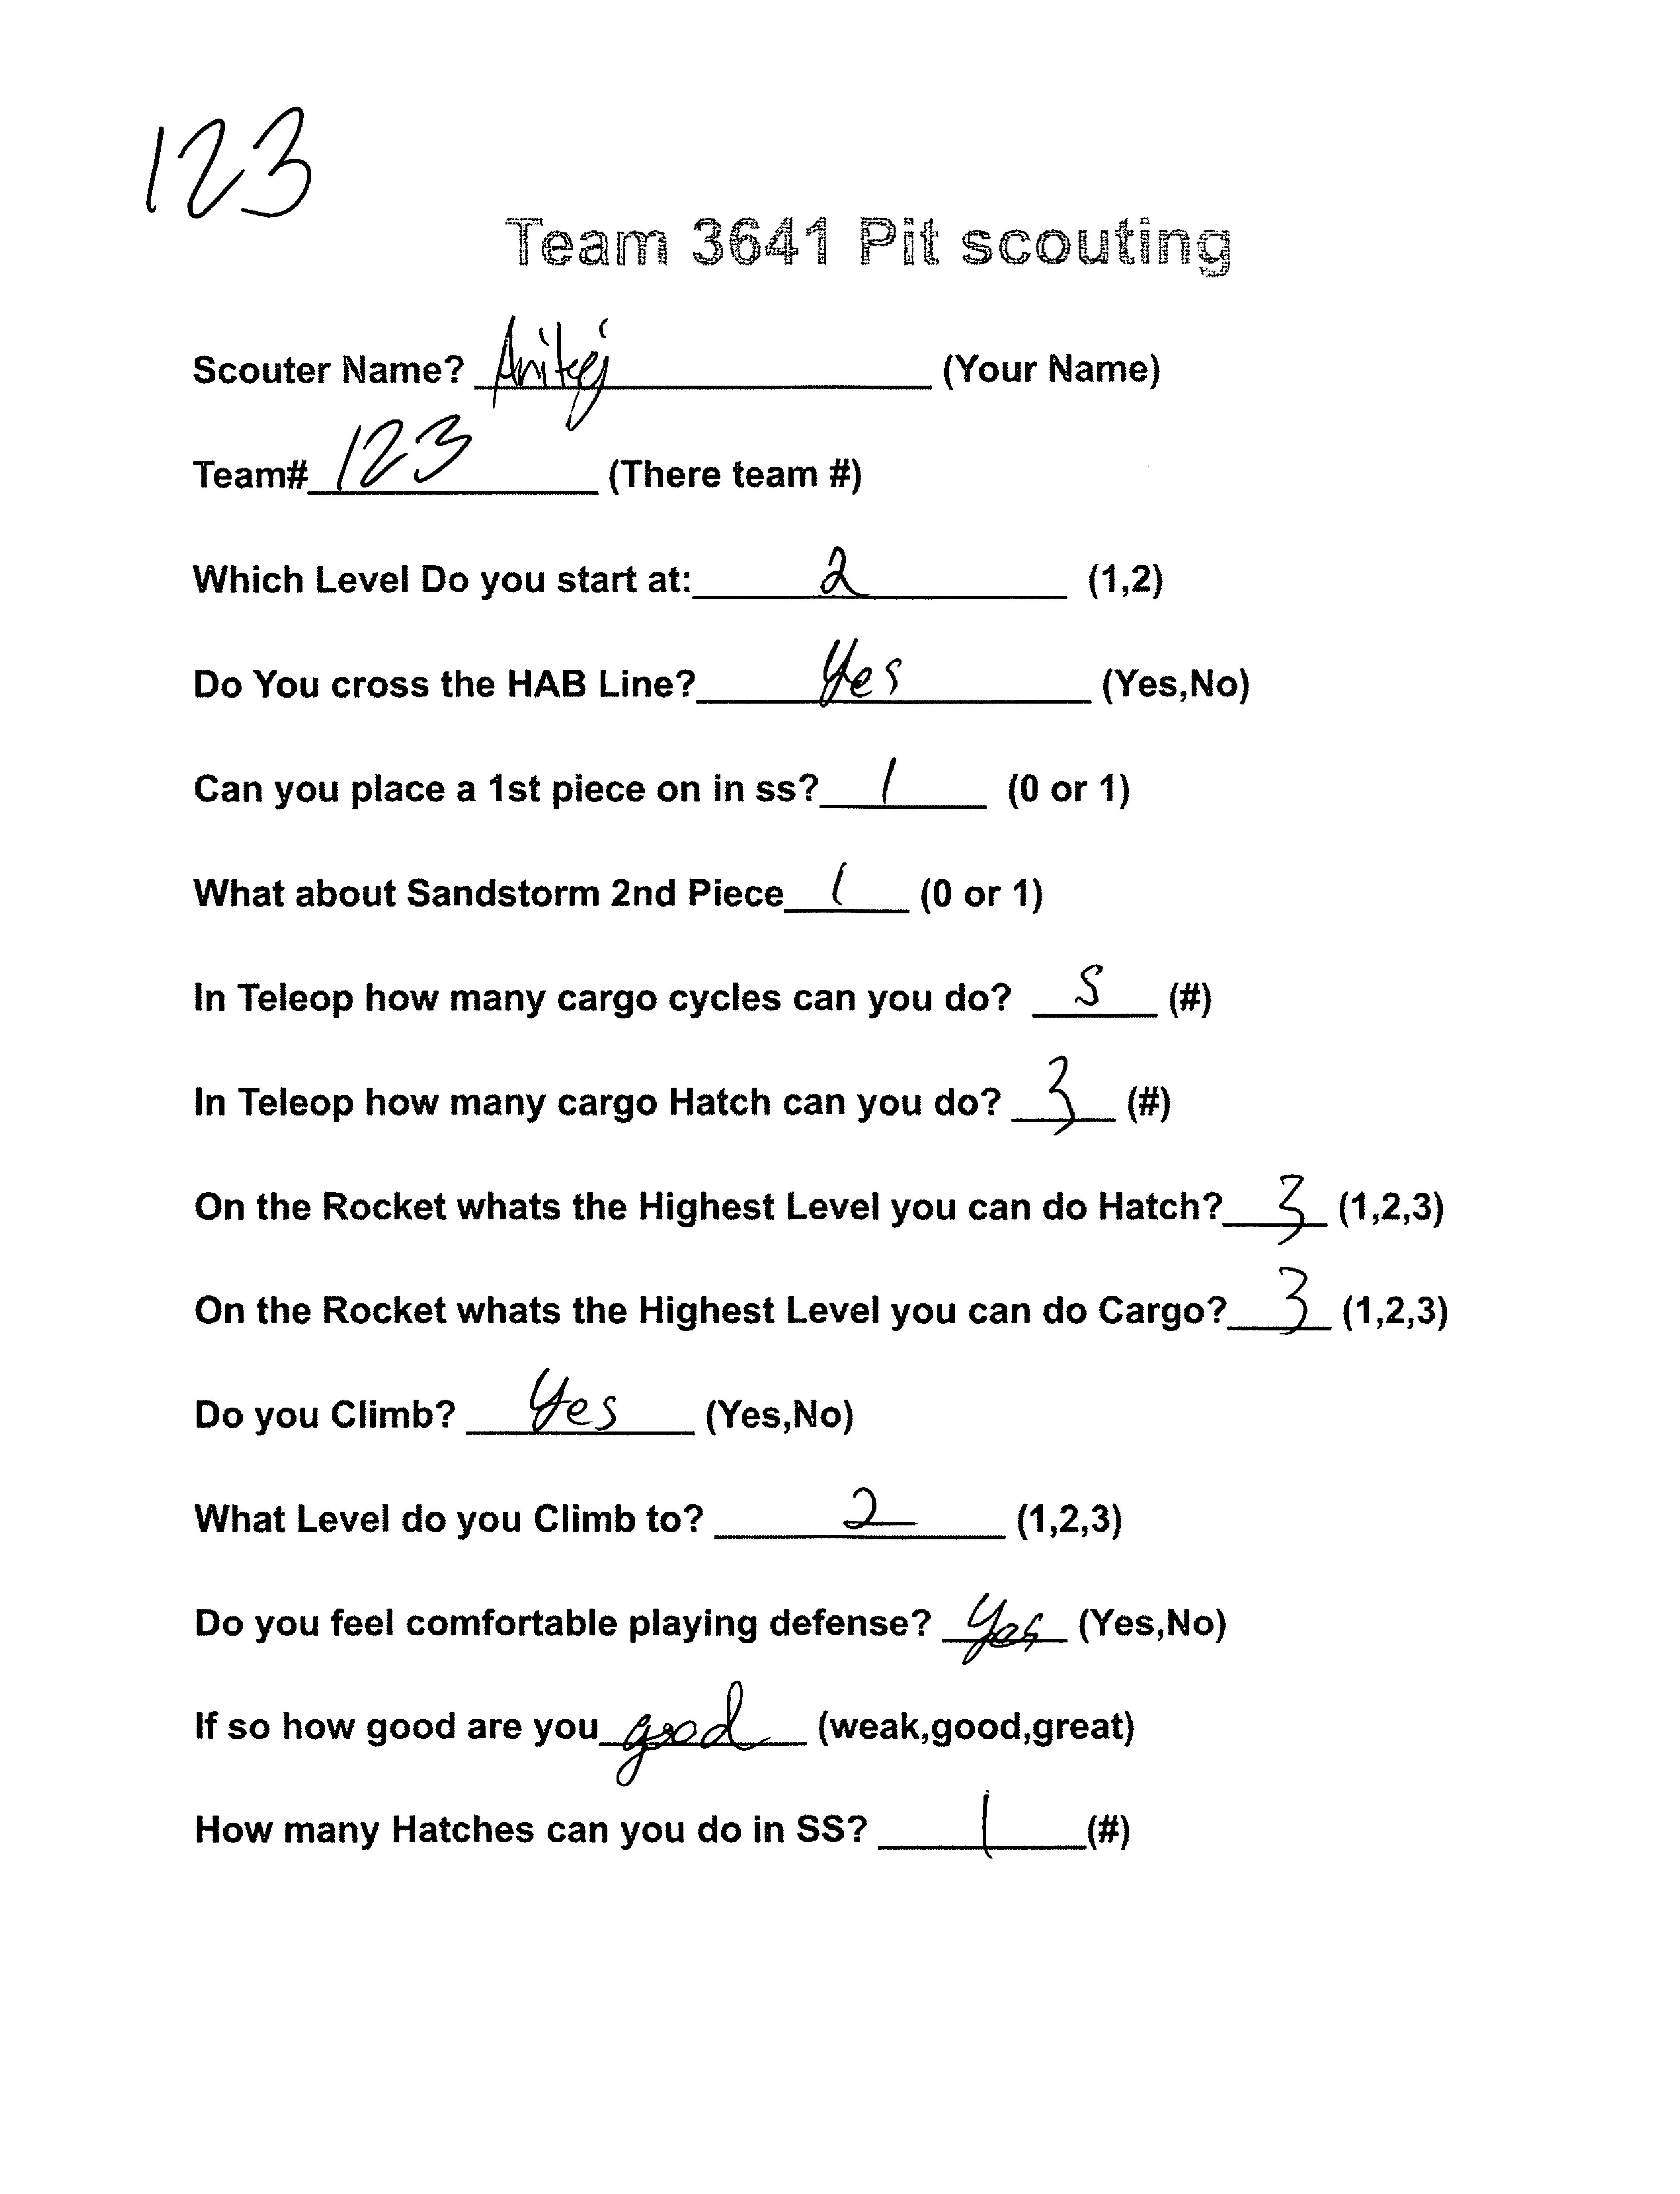 123
Team 3641 Pit scouting
Scouter Name? Anitej (Your Name)
Team# 123 (There team #)
Which Level Do you start at: 2 (1,2)
Do You cross the HAB Line? Yes (Yes,No)
Can you place a 1st piece on in ss? 1 (0 or 1)
What about Sandstorm 2nd Piece 1 (0 or 1)
In Teleop how many cargo cycles can you do? 5 (#)
In Teleop how many cargo Hatch can you do? 3 (#)
On the Rocket whats the Highest Level you can do Hatch? 3 (1,2,3)
On the Rocket whats the Highest Level you can do Cargo? 3 (1,2,3)
Do you Climb? Yes (Yes,No)
What Level do you Climb to? 2 (1,2,3)
Do you feel comfortable playing defense? Yes (Yes,No)
If so how good are you good (weak,good,great)
How many Hatches can you do in SS? 1 (#)